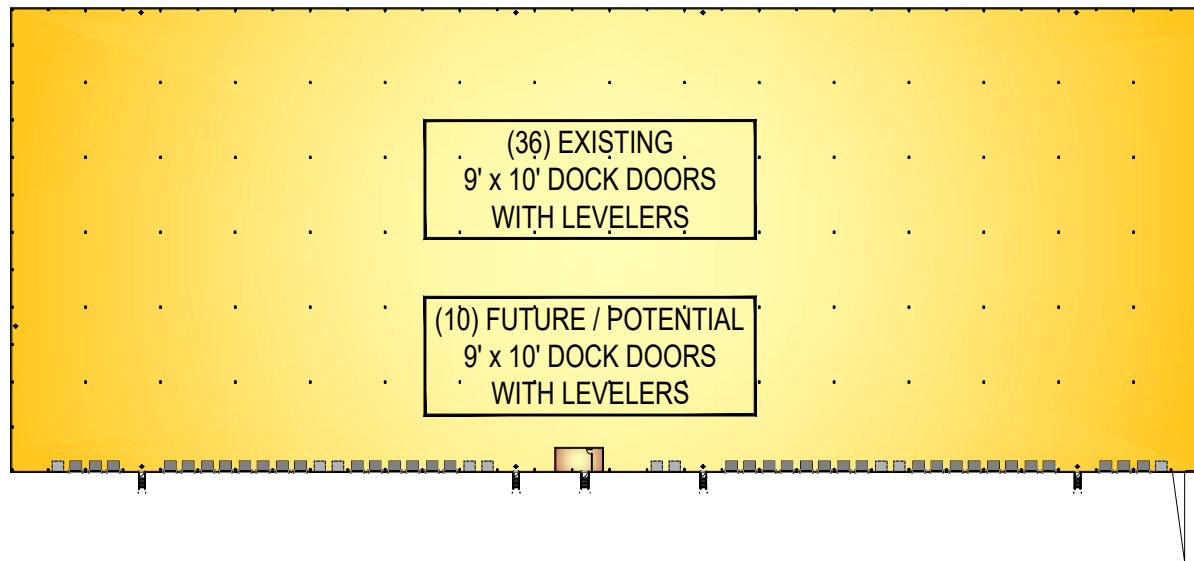 (36) EXISTING
9' x 10' DOCK DOORS
WITH LEVELERS
(10) FUTURE / POTENTIAL
9' x 10' DOCK DOORS
WITH LEVELERS